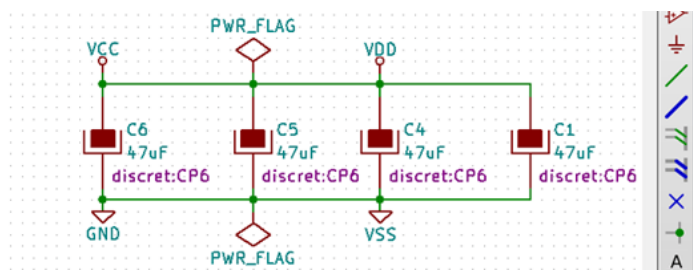 PWR_FLAG
VCC
VDD
C6
47uF
discret:CP6
C5
47uF
discret:CP6
C4
47uF
discret:CP6
C1
47uF
discret:CP6
GND
PWR_FLAG
VSS
A